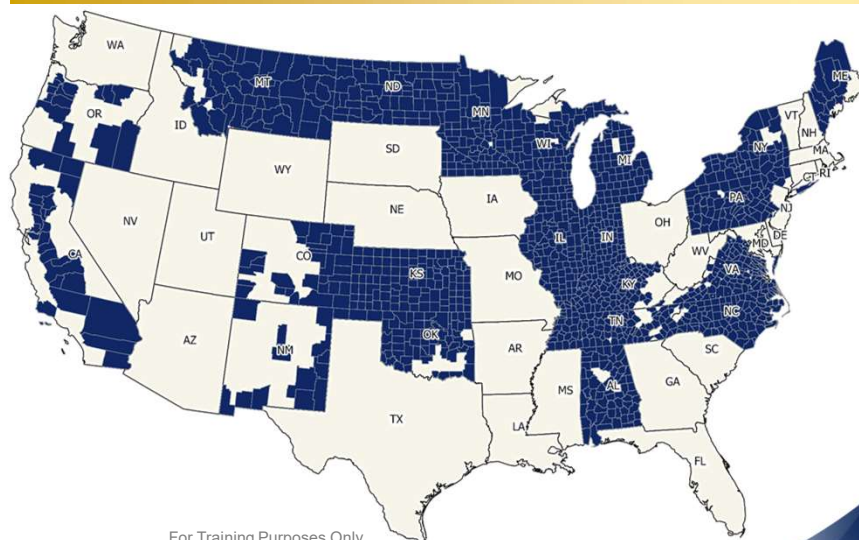 WA
MT
ND
MN
OR
ID
WI
MI
NY
VT
NH
ME
MA
CT
RI
SD
WY
IA
NE
PA
NJ
NV
UT
CO
CA
KS
MO
IL
IN
OH
WV
MD
DE
VA
KY
AZ
NM
OK
AR
TN
NC
SC
TX
LA
MS
AL
GA
FL
For Training Purposes Only